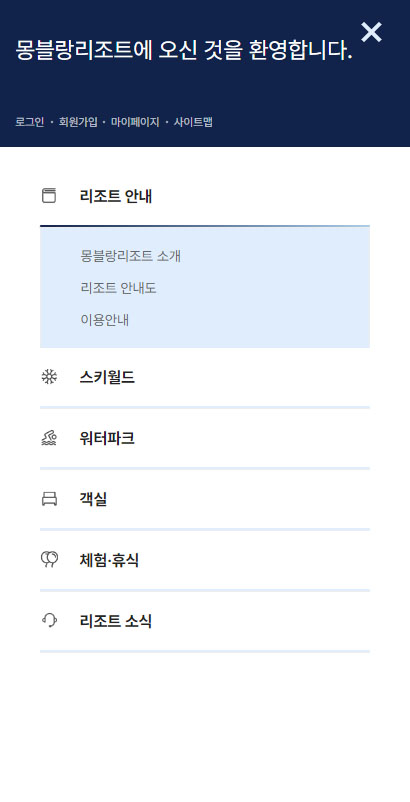 몽블랑리조트에 오신 것을 환영합니다.
로그인 · 회원가입 · 마이페이지 · 사이트맵
리조트 안내
몽블랑리조트 소개
리조트 안내도
이용안내
스키월드
워터파크
객실
체험·휴식
리조트 소식